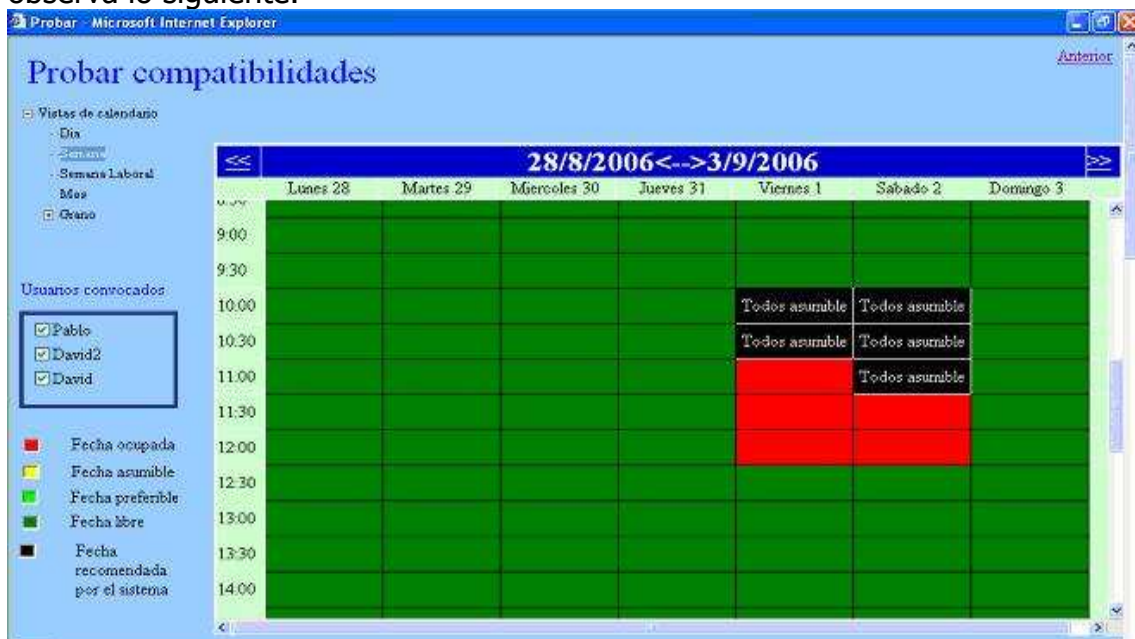 observa lo siguiente:
Probar - Microsoft Internet Explorer
Anterior
Probar compatibilidades
Vistas de calendario
Dia
Semana
Semana Laboral
Mes
Grano
Usuarios convocados
Pablo
David2
David
Fecha ocupada
Fecha asumible
Fecha preferible
Fecha libre
Fecha
recomendada
por el sistema
<< 28/8/2006<-->3/9/2006 >>
Lunes 28 Martes 29 Miercoles 30 Jueves 31 Viernes 1 Sabado 2 Domingo 3
8:30
9:00
9:30
10:00 Todos asumible Todos asumible
10:30 Todos asumible Todos asumible
11:00 Todos asumible
11:30
12:00
12:30
13:00
13:30
14:00